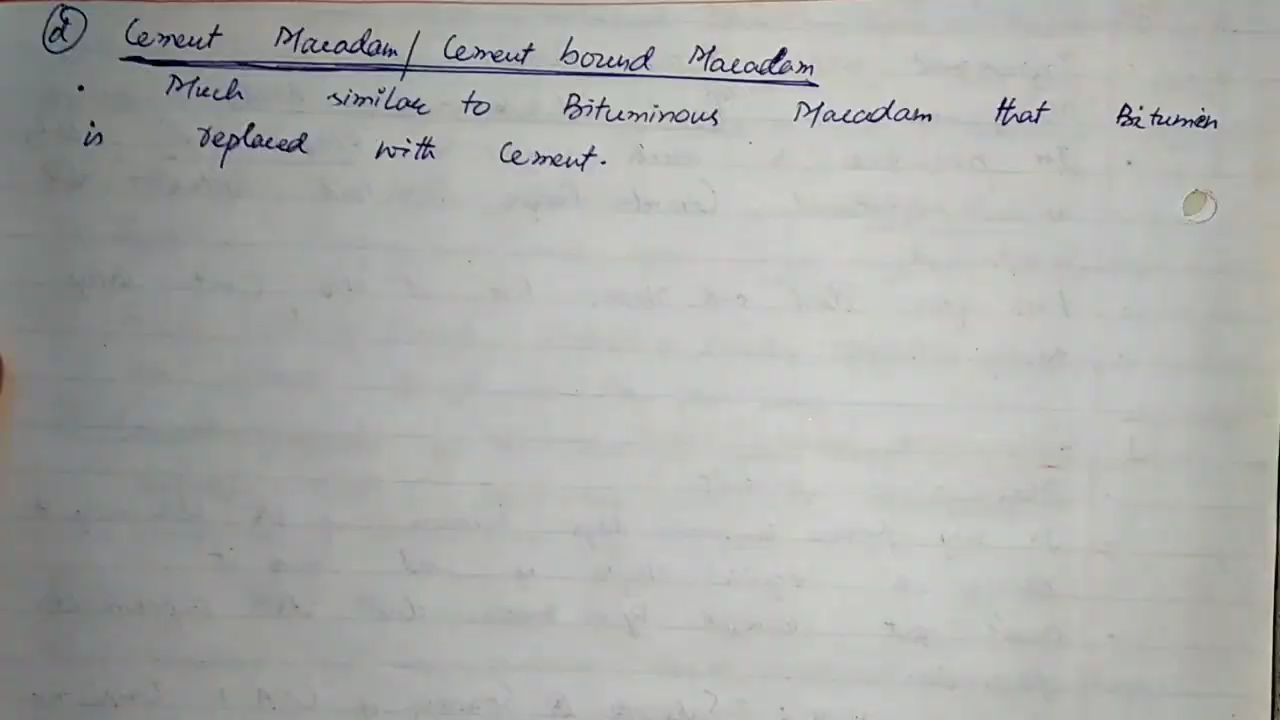 d Cement Macadam/ Cement bound Macadam
. Much similar to Bituminous Macadam that Bitumen
is replaced with Cement.